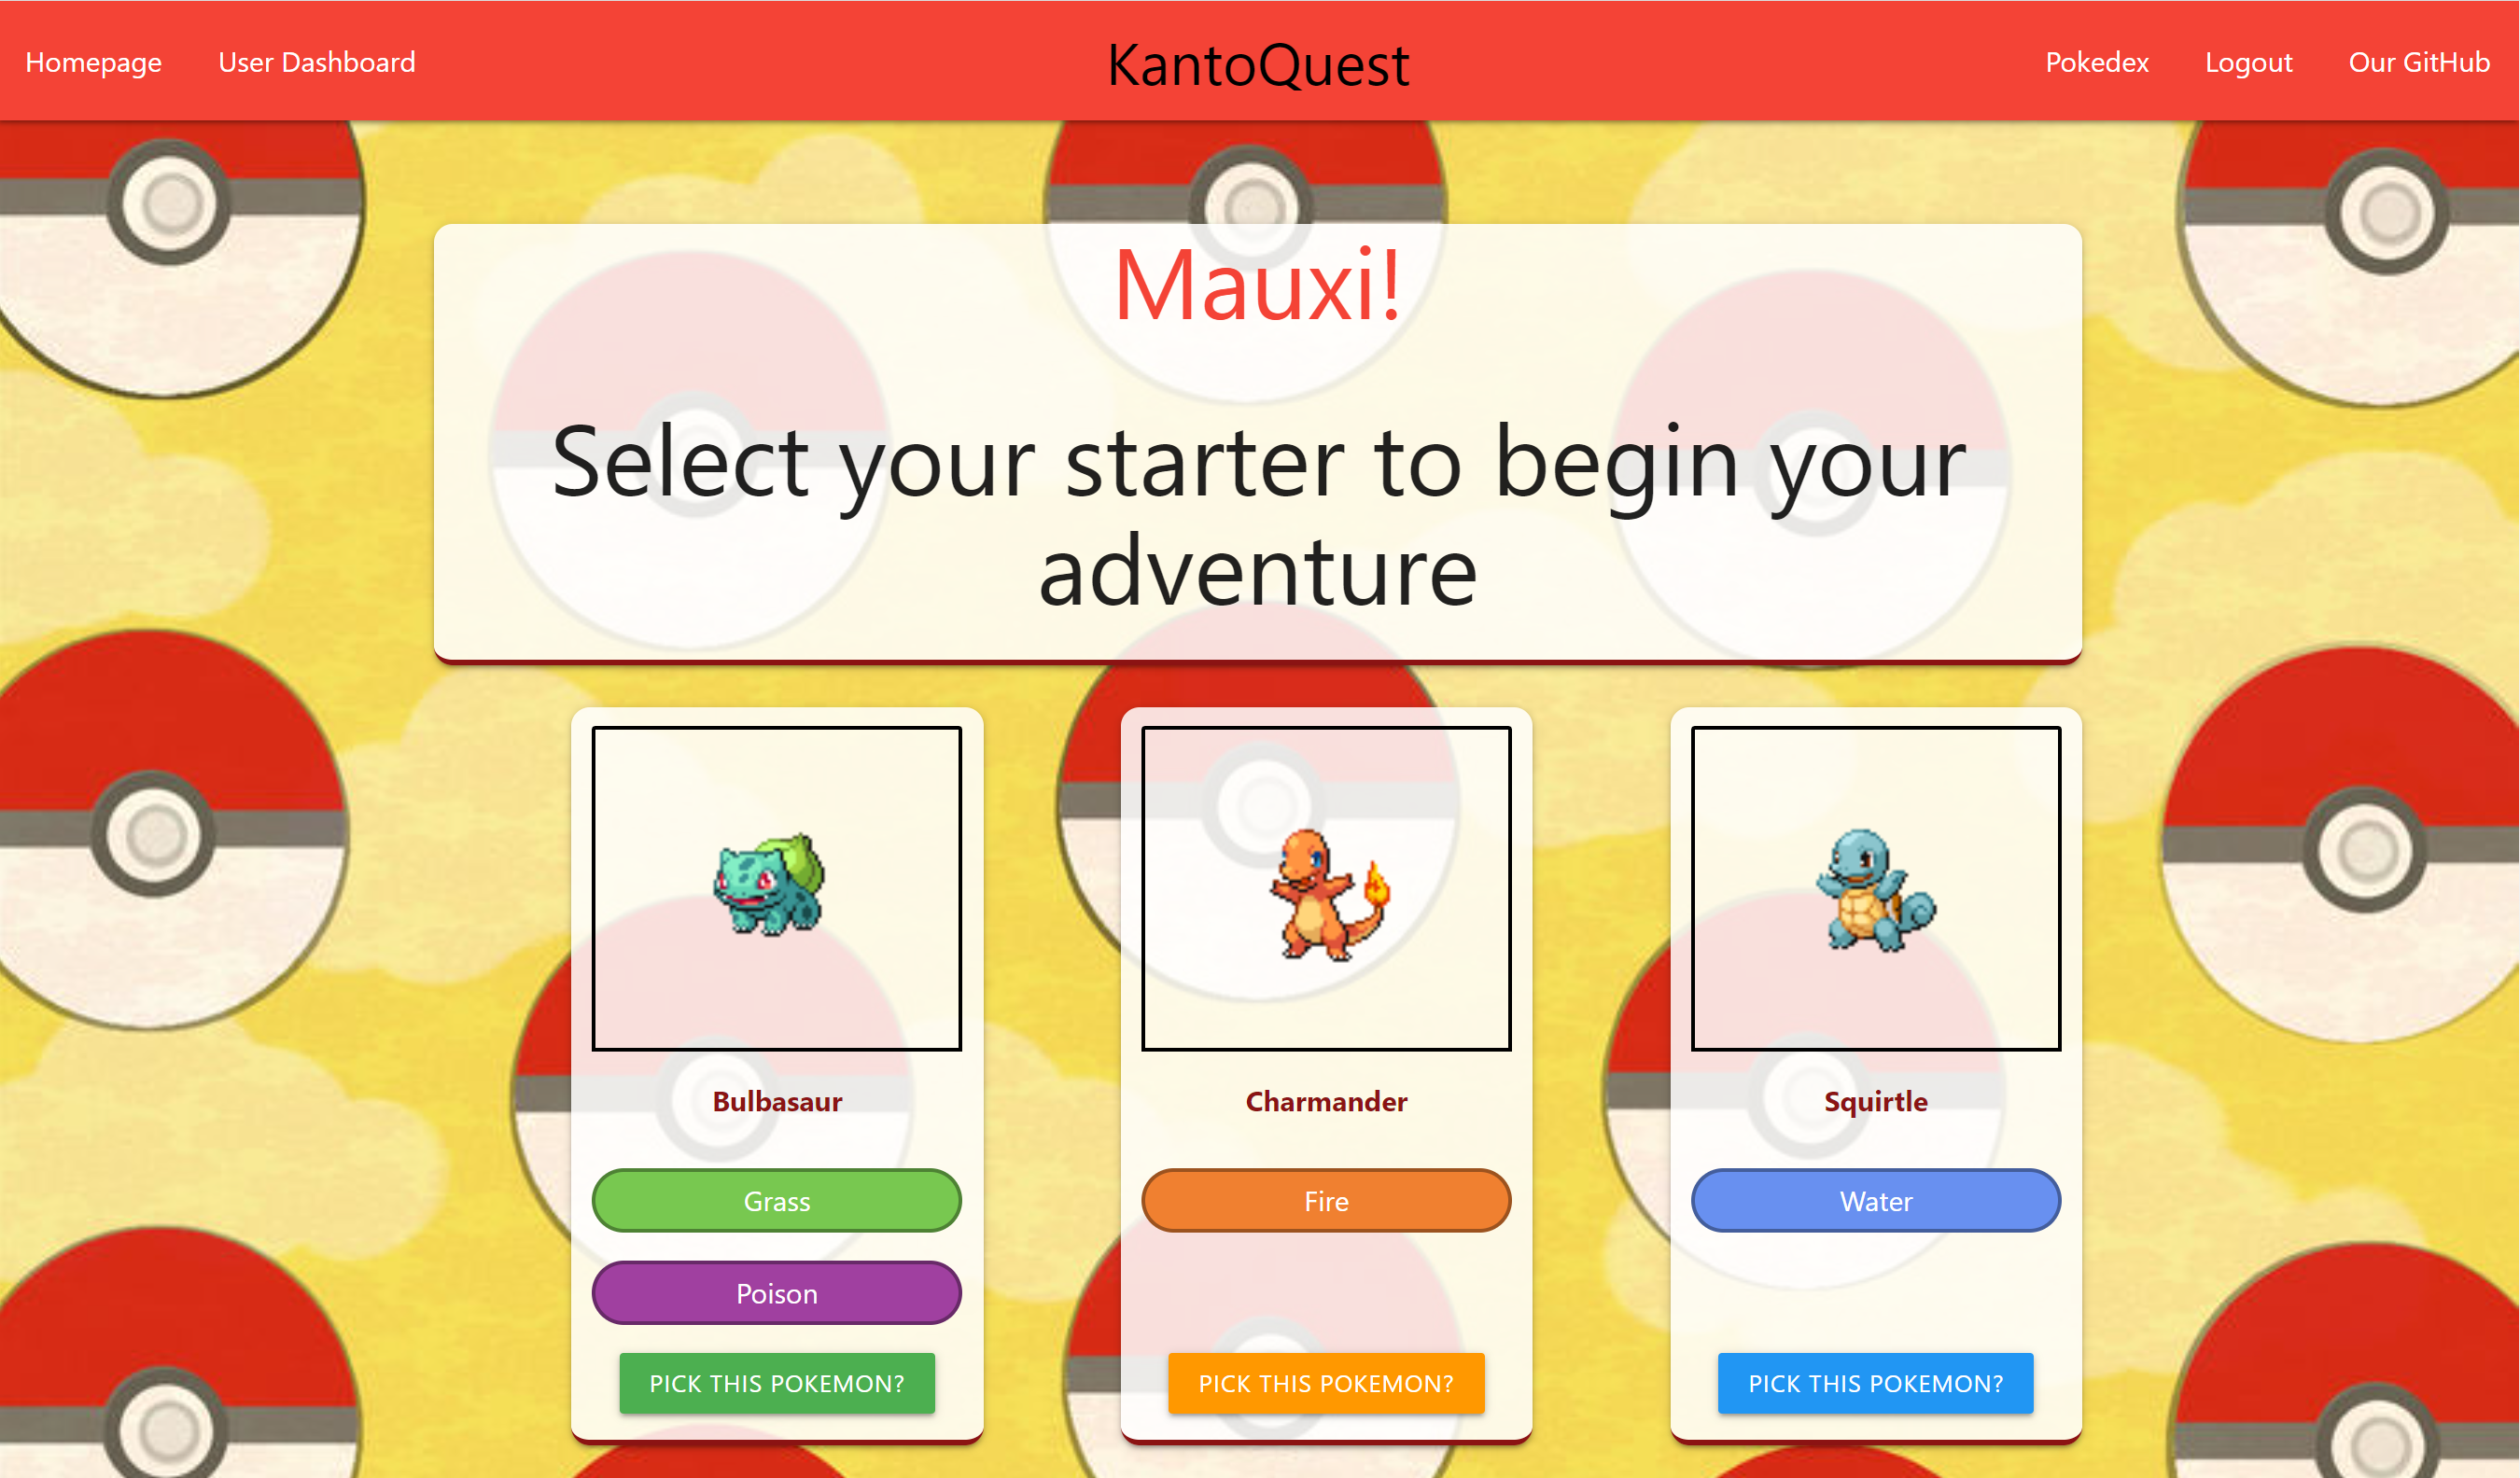 Homepage
User Dashboard
KantoQuest
Pokedex
Logout
Our GitHub
Mauxi!
Select your starter to begin your
adventure
Bulbasaur
Grass
Poison
PICK THIS POKEMON?
Charmander
Fire
PICK THIS POKEMON?
Squirtle
Water
PICK THIS POKEMON?